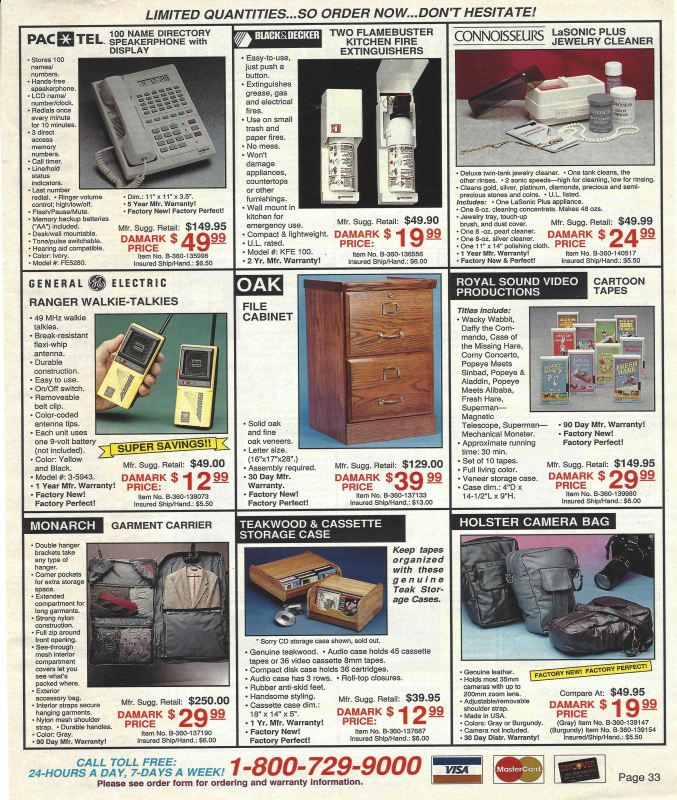 LIMITED QUANTITIES...SO ORDER NOW...DON'T HESITATE!
PAC TEL
100 NAME DIRECTORY
SPEAKERPHONE with
DISPLAY
• Stores 100
names/
numbers.
• Hands-free
speakerphone.
• LCD name/
number/clock.
• Redials once
every minute
for 10 minutes.
• 3 direct
access
memory
numbers.
• Call timer.
• Line/hold
status
indicators.
• Last number
redial. • Ringer volume
control; high/low/off.
• Flash/Pause/Mute.
• Memory backup batteries
("AA") included.
• Desk/wall mountable.
• Tone/pulse switchable.
• Hearing aid compatible.
• Color: Ivory.
• Model #: FE5280.
• Dim.: 11" x 11" x 3.5".
• 5 Year Mfr. Warranty!
• Factory New! Factory Perfect!
Mfr. Sugg. Retail: $149.95
DAMARK PRICE $49 99
Item No. B-360-135996
Insured Ship/Hand.: $6.50
BLACK & DECKER
TWO FLAMEBUSTER
KITCHEN FIRE
EXTINGUISHERS
• Easy-to-use,
just push a
button.
• Extinguishes
grease, gas
and electrical
fires.
• Use on small
trash and
paper fires.
• No mess.
• Won't
damage
appliances,
countertops
or other
furnishings.
• Wall mount in
kitchen for
emergency use.
• Compact & lightweight.
• U.L. rated.
• Model #: KFE 100.
• 2 Yr. Mfr. Warranty!
Mfr. Sugg. Retail: $49.90
DAMARK PRICE: $19 99
Item No. B-360-136556
Insured Ship/Hand.: $6.00
CONNOISSEURS
LaSONIC PLUS
JEWELRY CLEANER
• Deluxe twin-tank jewelry cleaner. • One tank cleans, the
other rinses. • 2 sonic speeds—high for cleaning, low for rinsing.
• Cleans gold, silver, platinum, diamonds, precious and semi-
precious stones and coins. • U.L. listed.
Includes: • One LaSonic Plus appliance.
• One 6-oz. cleaning concentrate. Makes 48 ozs.
• Jewelry tray, touch-up
brush, and dust cover.
• One 8-oz. pearl cleaner.
• One 8-oz. silver cleaner.
• One 11" x 14" polishing cloth.
• 1 Year Mfr. Warranty!
• Factory New & Perfect!
Mfr. Sugg. Retail: $49.99
DAMARK PRICE $24 99
Item No. B-360-140517
Insured Ship/Hand.: $6.50
GENERAL GE ELECTRIC
RANGER WALKIE-TALKIES
• 49 MHz walkie
talkies.
• Break-resistant
flexi-whip
antenna.
• Durable
construction.
• Easy to use.
• On/Off switch.
• Removeable
belt clip.
• Color-coded
antenna tips.
• Each unit uses
one 9-volt battery
(not included).
• Color: Yellow
and Black.
• Model #: 3-5943.
• 1 Year Mfr. Warranty!
• Factory New!
Factory Perfect!
SUPER SAVINGS!!
Mfr. Sugg. Retail: $49.00
DAMARK PRICE $12 99
Item No. B-360-138073
Insured Ship/Hand.: $5.50
OAK
FILE
CABINET
• Solid oak
and fine
oak veneers.
• Letter size.
(16"x17"x28".)
• Assembly required.
• 30 Day Mfr.
Warranty.
• Factory New!
• Factory Perfect!
Mfr. Sugg. Retail: $129.00
DAMARK PRICE $39 99
Item No. B-360-137133
Insured Ship/Hand.: $13.00
ROYAL SOUND VIDEO
PRODUCTIONS
CARTOON
TAPES
Titles include:
• Wacky Wabbit,
Daffy the Com-
mando, Case of
the Missing Hare,
Corny Concerto,
Popeye Meets
Sinbad, Popeye &
Aladdin, Popeye
Meets Alibaba,
Fresh Hare,
Superman—
Magnetic
Telescope, Superman—
Mechanical Monster.
• Approximate running
time: 30 min.
• Set of 10 tapes.
• Full living color.
• Veneer storage case.
• Case dim.: 4"D x
14-1/2"L x 9"H.
• 90 Day Mfr. Warranty!
• Factory New!
Factory Perfect!
Mfr. Sugg. Retail: $149.95
DAMARK PRICE $29 99
Item No. B-360-139980
Insured Ship/Hand.: $6.00
MONARCH
GARMENT CARRIER
• Double hanger
brackets take
any type of
hanger.
• Corner pockets
for extra storage
space.
• Extended
compartment for
long garments.
• Strong nylon
construction.
• Full zip around
front opening.
• See-through
mesh interior
compartment
covers let you
see what's
packed where.
• Exterior
accessory bag.
• Interior straps secure
hanging garments.
• Nylon mesh shoulder
strap. • Durable handles.
• Color: Gray.
• 90 Day Mfr. Warranty!
Mfr. Sugg. Retail: $250.00
DAMARK PRICE $29 99
Item No. B-360-137190
Insured Ship/Hand.: $6.00
TEAKWOOD & CASSETTE
STORAGE CASE
Keep tapes
organized
with these
genuine
Teak Stor-
age Cases.
* Sorry CD storage case shown, sold out.
• Genuine teakwood. • Audio case holds 45 cassette
tapes or 36 video cassette 8mm tapes.
• Compact disk case holds 36 cartridges.
• Audio case has 3 rows. • Roll-top closures.
• Rubber anti-skid feet.
• Handsome styling.
• Cassette case dim.:
18" x 14" x 5".
• 1 Yr. Mfr. Warranty!
• Factory New!
Factory Perfect!
Mfr. Sugg. Retail: $39.95
DAMARK PRICE: $12 99
Item No. B-360-137687
Insured Ship/Hand.: $6.00
HOLSTER CAMERA BAG
FACTORY NEW! FACTORY PERFECT!
• Genuine leather.
• Holds most 35mm
cameras with up to
200mm zoom lens.
• Adjustable/removable
shoulder strap.
• Made in USA.
• Colors: Gray or Burgundy.
• Camera not included.
• 30 Day Distr. Warranty!
Compare At: $49.95
DAMARK PRICE $19 99
(Gray) Item No. B-360-139147
(Burgundy) Item No. B-360-139154
Insured/Ship/Hand.: $5.50
CALL TOLL FREE:
24-HOURS A DAY, 7-DAYS A WEEK! 1-800-729-9000
Please see order form for ordering and warranty information.
VISA
MasterCard
DISCOVER
Page 33